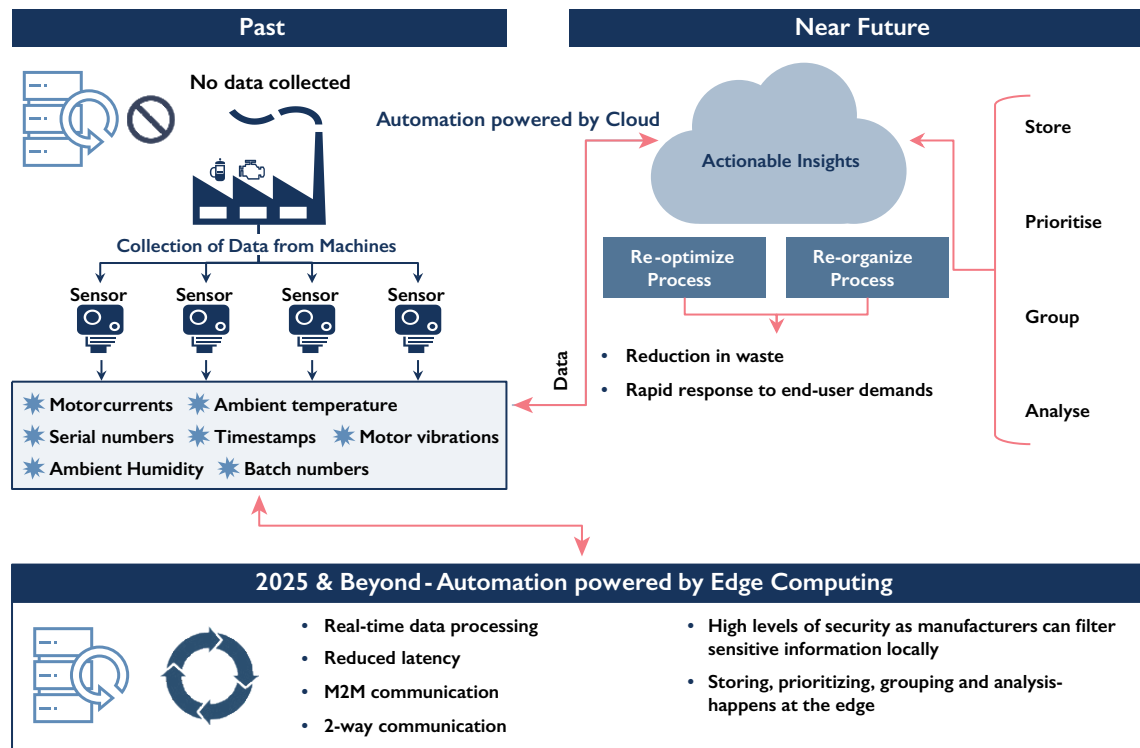 Past
No data collected
Collection of Data from Machines
Sensor
Sensor
Sensor
Sensor
Motorcurrents
Ambient temperature
Serial numbers
Timestamps
Motor vibrations
Ambient Humidity
Batch numbers
Near Future
Automation powered by Cloud
Actionable Insights
Re-optimize
Process
Re-organize
Process
• Reduction in waste
• Rapid response to end-user demands
Data
Store
Prioritise
Group
Analyse
2025 & Beyond - Automation powered by Edge Computing
• Real-time data processing
• Reduced latency
• M2M communication
• 2-way communication
• High levels of security as manufacturers can filter
sensitive information locally
• Storing, prioritizing, grouping and analysis-
happens at the edge